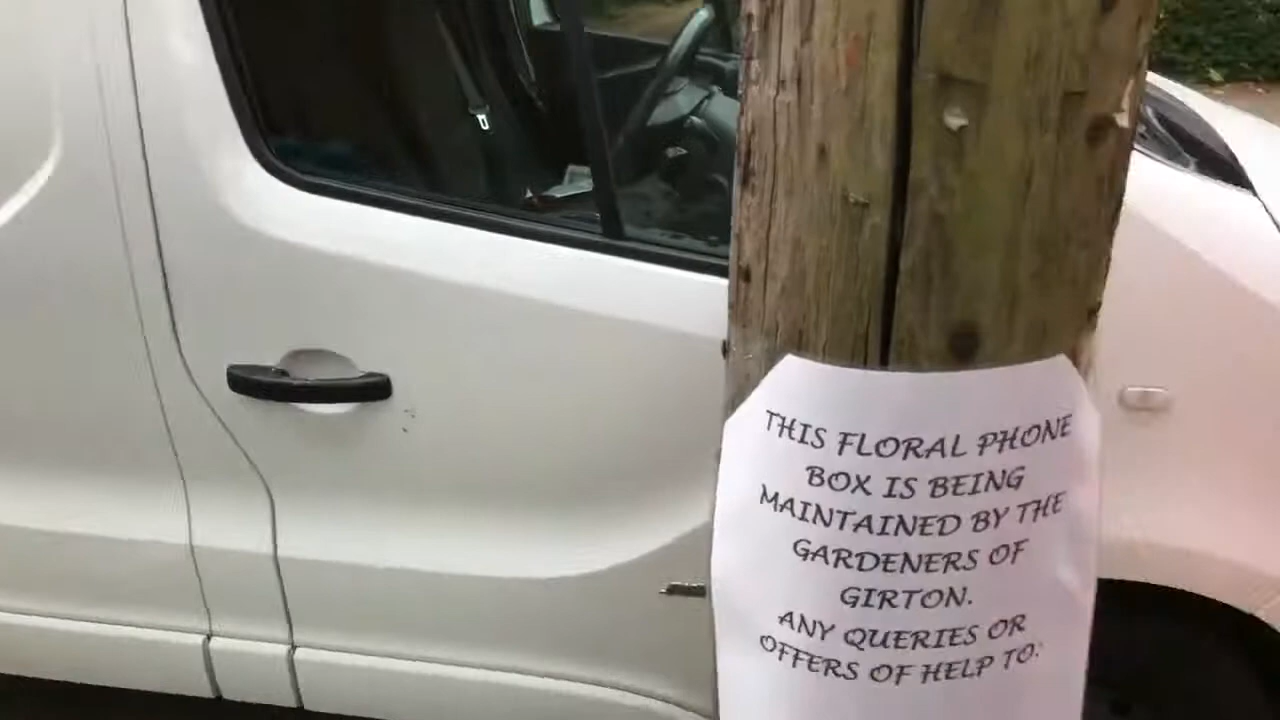 THIS FLORAL PHONE
BOX IS BEING
MAINTAINED BY THE
GARDENERS OF
GIRTON.
ANY QUERIES OR
OFFERS OF HELP TO: